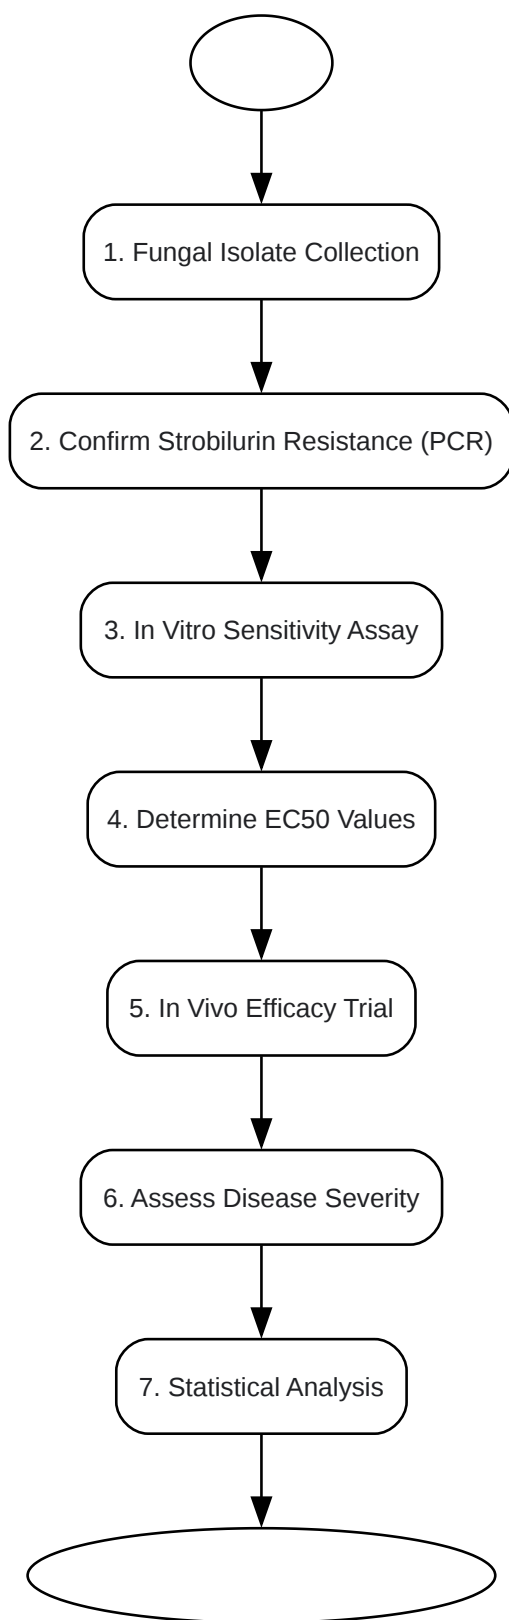 1. Fungal Isolate Collection
2. Confirm Strobilurin Resistance (PCR)
3. In Vitro Sensitivity Assay
4. Determine EC50 Values
5. In Vivo Efficacy Trial
6. Assess Disease Severity
7. Statistical Analysis